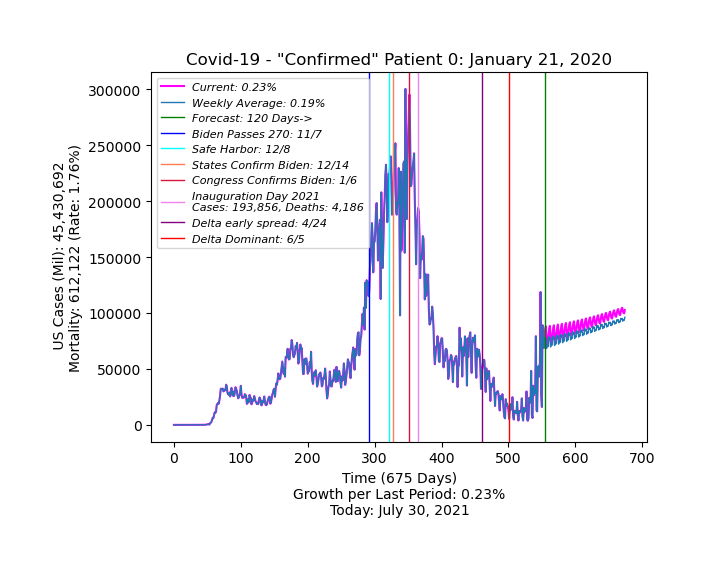 Covid-19 - "Confirmed" Patient 0: January 21, 2020
US Cases (Mil): 45,430,692
Mortality: 612,122 (Rate: 1.76%)
300000
250000
200000
150000
100000
50000
0
Current: 0.23%
Weekly Average: 0.19%
Forecast: 120 Days->
Biden Passes 270: 11/7
Safe Harbor: 12/8
States Confirm Biden: 12/14
Congress Confirms Biden: 1/6
Inauguration Day 2021
Cases: 193,856, Deaths: 4,186
Delta early spread: 4/24
Delta Dominant: 6/5
0 100 200 300 400 500 600 700
Time (675 Days)
Growth per Last Period: 0.23%
Today: July 30, 2021